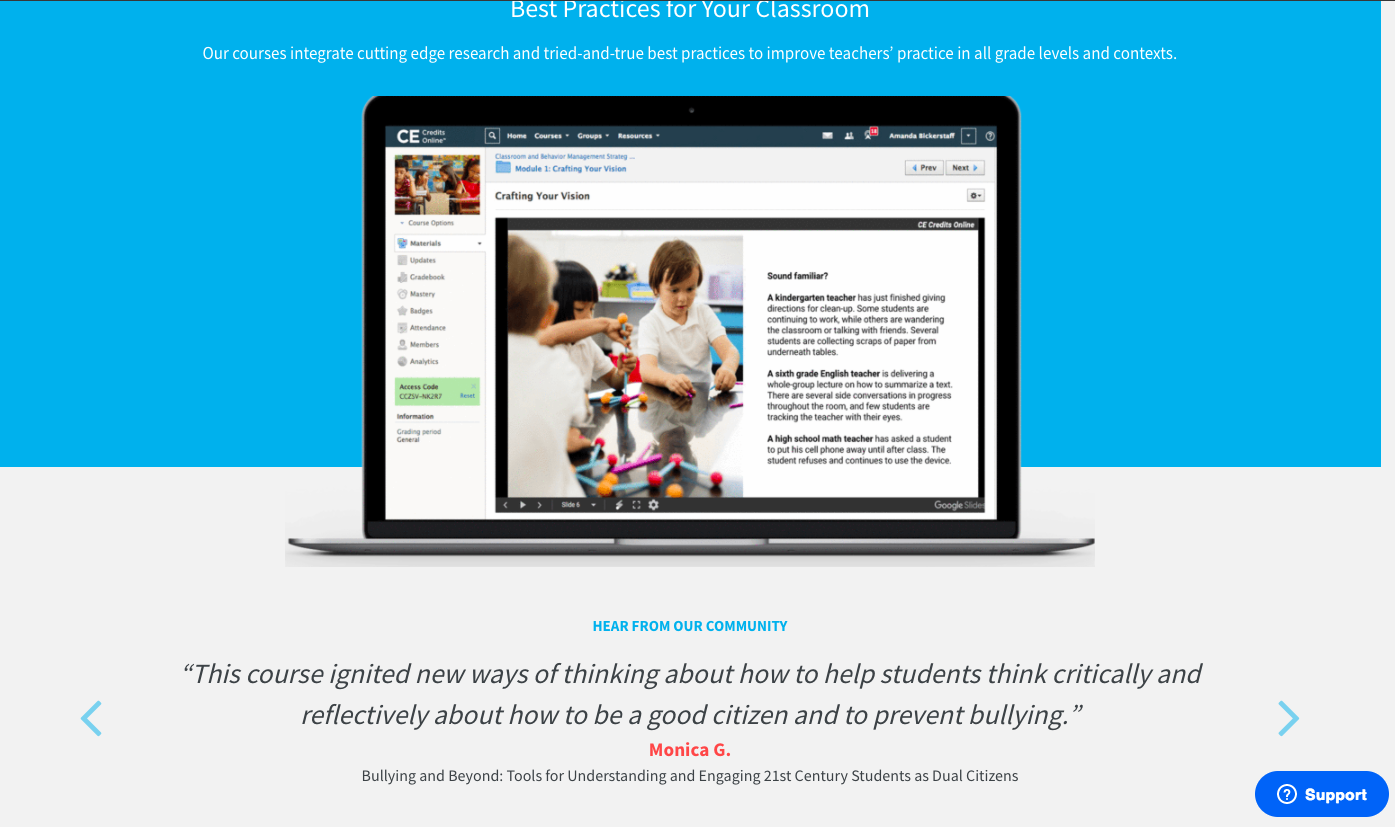 Best Practices for Your Classroom
Our courses integrate cutting edge research and tried-and-true best practices to improve teachers’ practice in all grade levels and contexts.
CE Credits Online
Home Courses Groups Resources
18
Amanda Bickerstaff
Classroom and Behavior Management Strateg ...
Module 1: Crafting Your Vision
Prev
Next
Crafting Your Vision
Course Options
Materials
Updates
Gradebook
Mastery
Badges
Attendance
Members
Analytics
Access Code
CCZSV-NK2R7
Reset
Information
Grading period
General
CE Credits Online
Sound familiar?
A kindergarten teacher has just finished giving
directions for clean-up. Some students are
continuing to work, while others are wandering
the classroom or talking with friends. Several
students are collecting scraps of paper from
underneath tables.
A sixth grade English teacher is delivering a
whole-group lecture on how to summarize a text.
There are several side conversations in progress
throughout the room, and few students are
tracking the teacher with their eyes.
A high school math teacher has asked a student
to put his cell phone away until after class. The
student refuses and continues to use the device.
Slide 6
Google Slides
HEAR FROM OUR COMMUNITY
“This course ignited new ways of thinking about how to help students think critically and
reflectively about how to be a good citizen and to prevent bullying.”
Monica G.
Bullying and Beyond: Tools for Understanding and Engaging 21st Century Students as Dual Citizens
Support